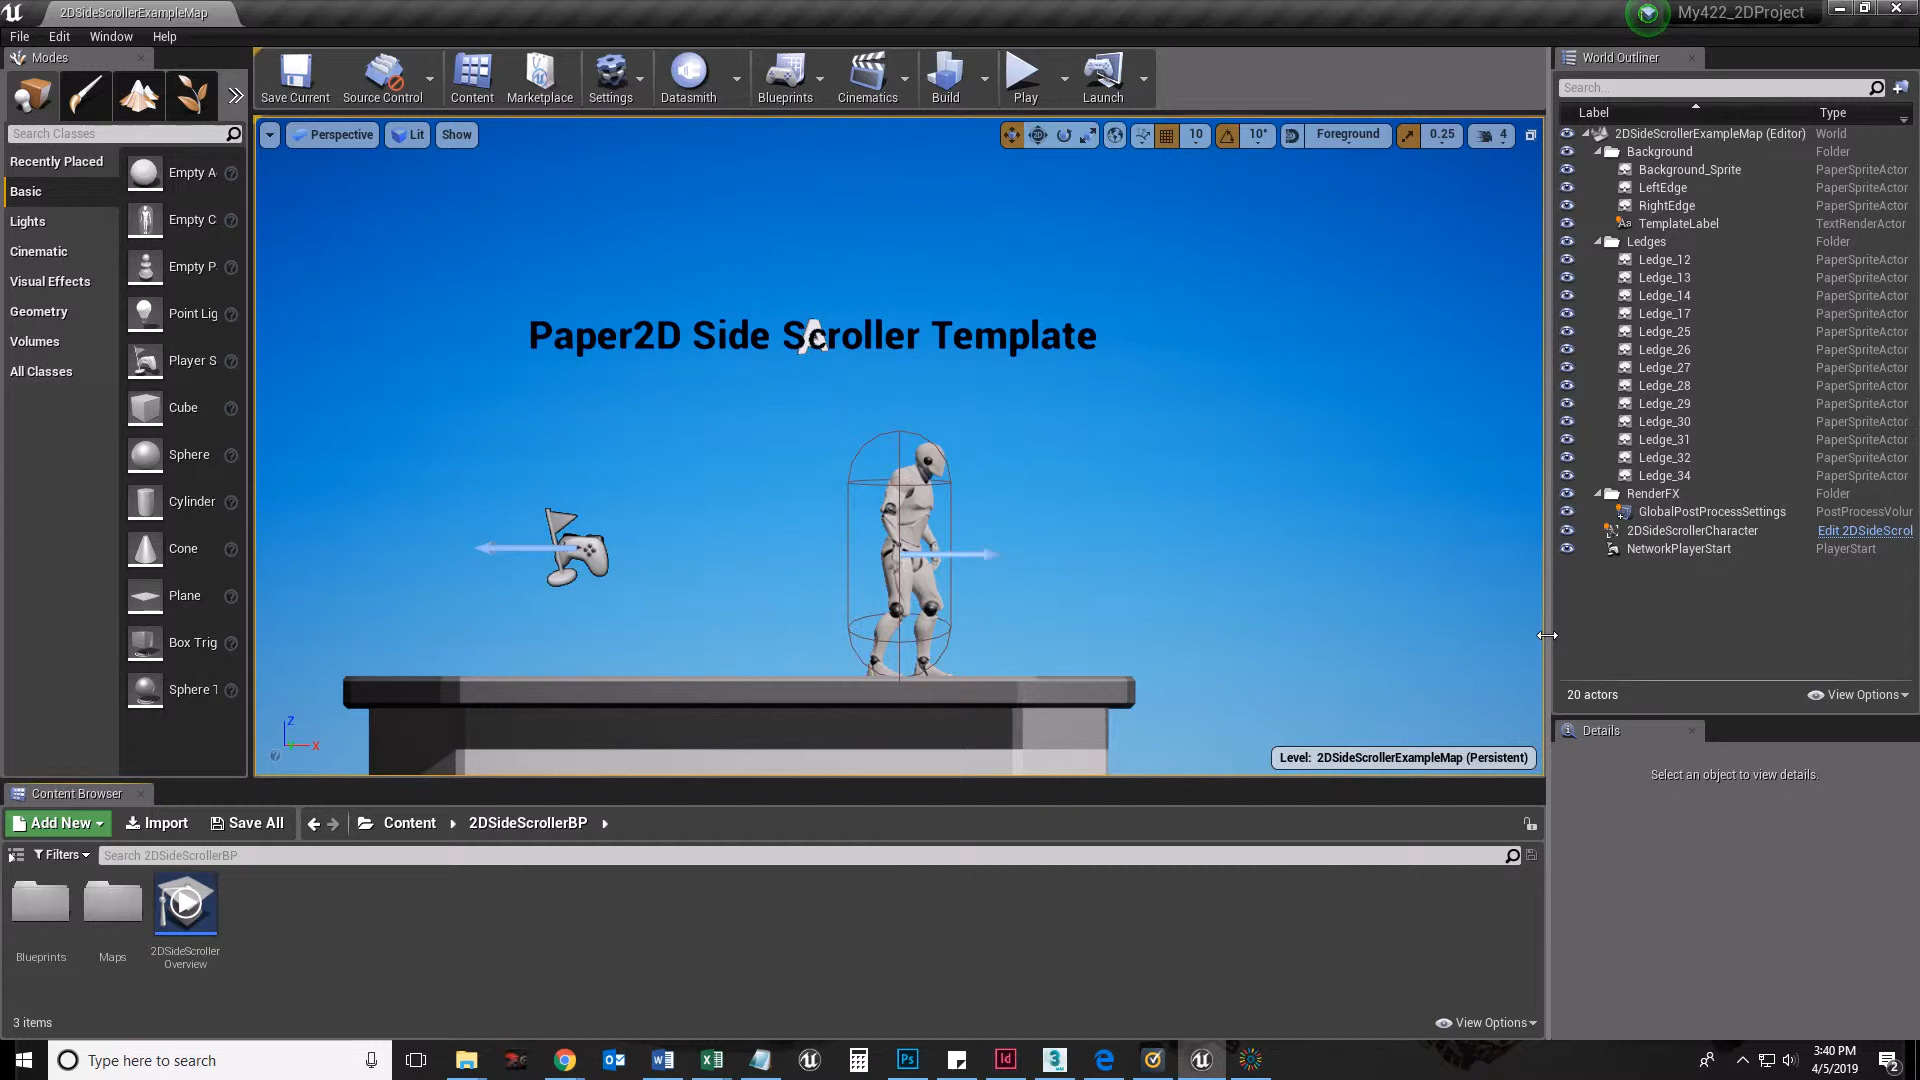 2DSideScrollerExampleMap
My422_2DProject
File Edit Window Help
Modes
Search Classes
Recently Placed
Basic
Lights
Cinematic
Visual Effects
Geometry
Volumes
All Classes
Empty A
Empty C
Empty P
Point Lig
Player S
Cube
Sphere
Cylinder
Cone
Plane
Box Trig
Sphere T
Save Current
Source Control
Content
Marketplace
Settings
Datasmith
Blueprints
Cinematics
Build
Play
Launch
Perspective
Lit
Show
10
10°
Foreground
0.25
4
Paper2D Side Scroller Template
Z
X
Level: 2DSideScrollerExampleMap (Persistent)
World Outliner
Search...
Label Type
2DSideScrollerExampleMap (Editor) World
Background Folder
Background_Sprite PaperSpriteActor
LeftEdge PaperSpriteActor
RightEdge PaperSpriteActor
Aa TemplateLabel TextRenderActor
Ledges Folder
Ledge_12 PaperSpriteActor
Ledge_13 PaperSpriteActor
Ledge_14 PaperSpriteActor
Ledge_17 PaperSpriteActor
Ledge_25 PaperSpriteActor
Ledge_26 PaperSpriteActor
Ledge_27 PaperSpriteActor
Ledge_28 PaperSpriteActor
Ledge_29 PaperSpriteActor
Ledge_30 PaperSpriteActor
Ledge_31 PaperSpriteActor
Ledge_32 PaperSpriteActor
Ledge_34 PaperSpriteActor
RenderFX Folder
GlobalPostProcessSettings PostProcessVolur
2DSideScrollerCharacter Edit 2DSideScrol
NetworkPlayerStart PlayerStart
20 actors
View Options
Details
Select an object to view details.
Content Browser
Add New
Import
Save All
Content
2DSideScrollerBP
Filters
Search 2DSideScrollerBP
Blueprints
Maps
2DSideScroller
Overview
3 items
View Options
Type here to search
Ps
Id
3
3:40 PM
4/5/2019
2